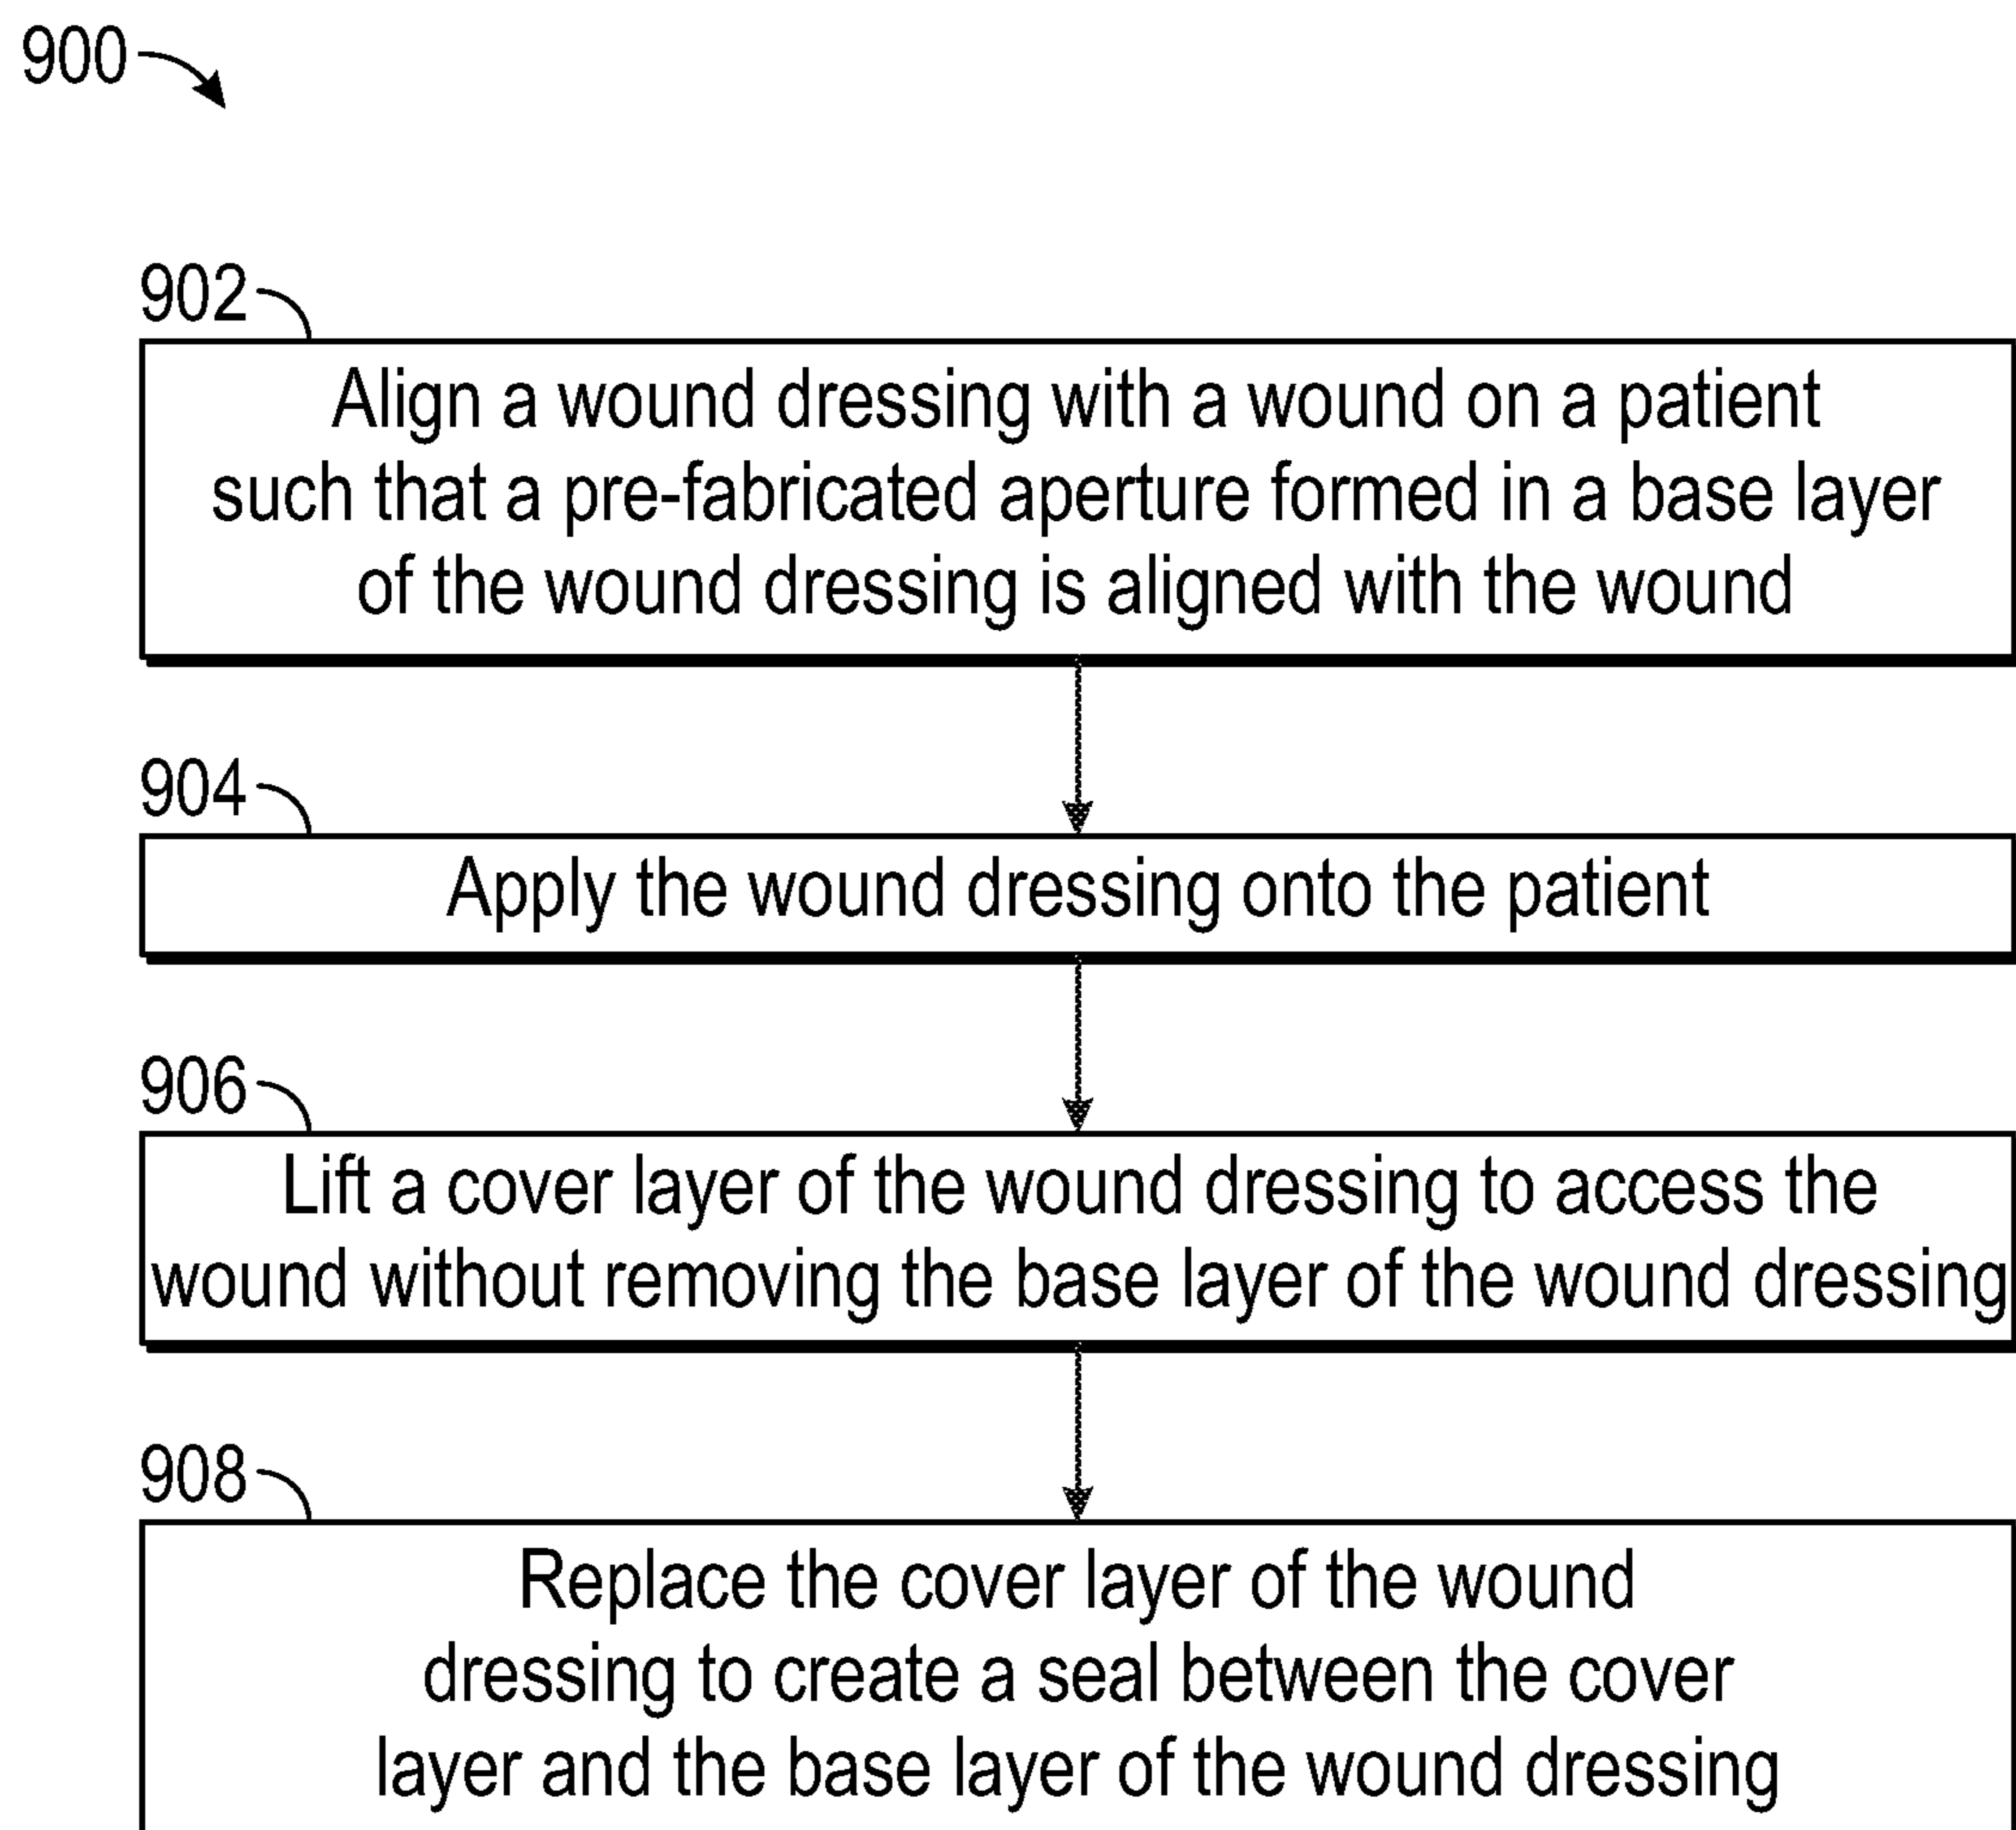 900
902
Align a wound dressing with a wound on a patient
such that a pre-fabricated aperture formed in a base layer
of the wound dressing is aligned with the wound
904
Apply the wound dressing onto the patient
906
Lift a cover layer of the wound dressing to access the
wound without removing the base layer of the wound dressing
908
Replace the cover layer of the wound
dressing to create a seal between the cover
layer and the base layer of the wound dressing